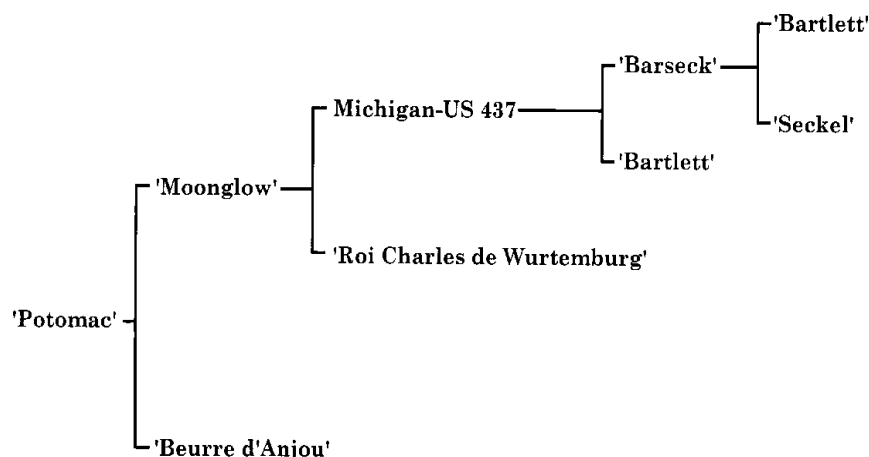 'Bartlett'
'Barseck'
Michigan-US 437
'Seckel'
'Bartlett'
'Moonglow'
'Roi Charles de Wurtemburg'
'Potomac'
'Beurre d'Anjou'